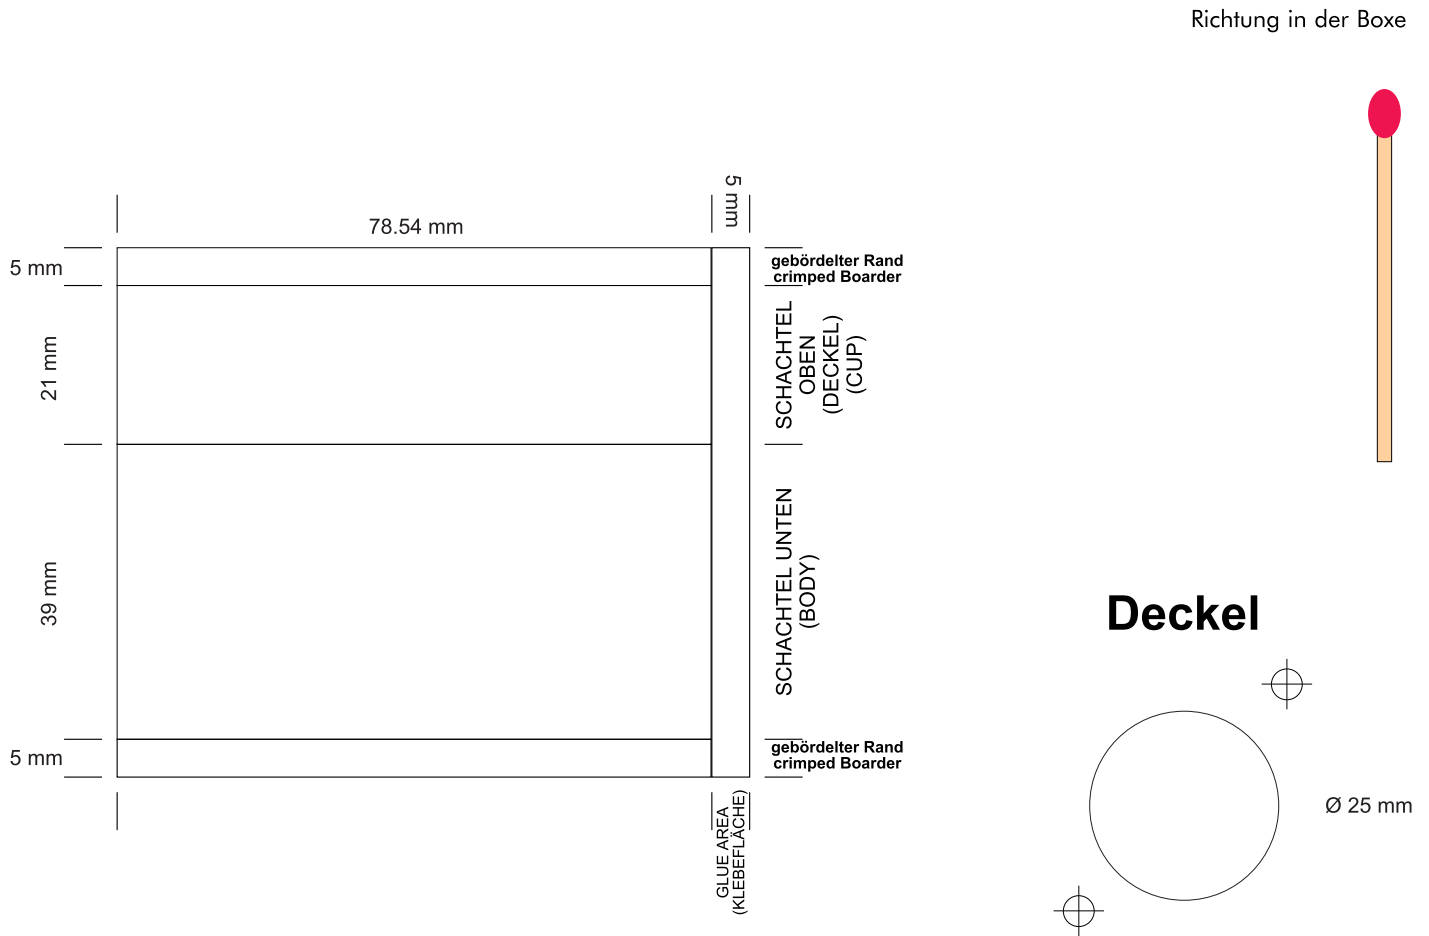 Richtung in der Boxe
5 mm
78.54 mm
5 mm
gebördelter Rand
crimped Boarder
21 mm
SCHACHTEL
OBEN
(DECKEL)
(CUP)
39 mm
SCHACHTEL UNTEN
(BODY)
5 mm
gebördelter Rand
crimped Boarder
GLUE AREA
(KLEBEFLÄCHE)
Deckel
Ø 25 mm